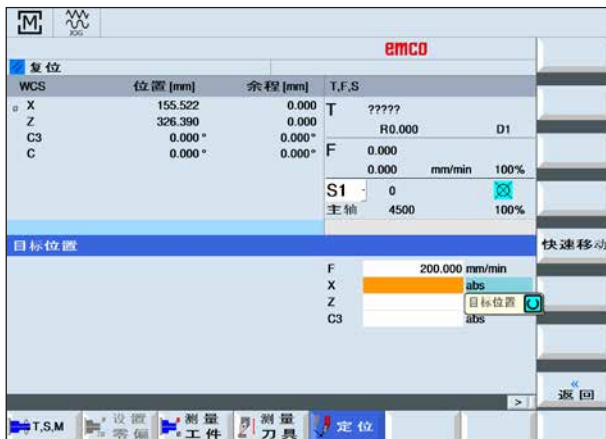 M JOG
emco
复位
WCS 位置 [mm] 余程 [mm] T,F,S
X 155.522 0.000 T ?????
Z 326.390 0.000 R0.000 D1
C3 0.000 ° 0.000° F 0.000
C 0.000 ° 0.000° 0.000 mm/min 100%
S1 0
主轴 4500 100%
目标位置 快速移动
F 200.000 mm/min
X abs
Z 目标位置
C3 abs
>
«
返回
T,S,M 设置零偏 测量工件 测量刀具 定位